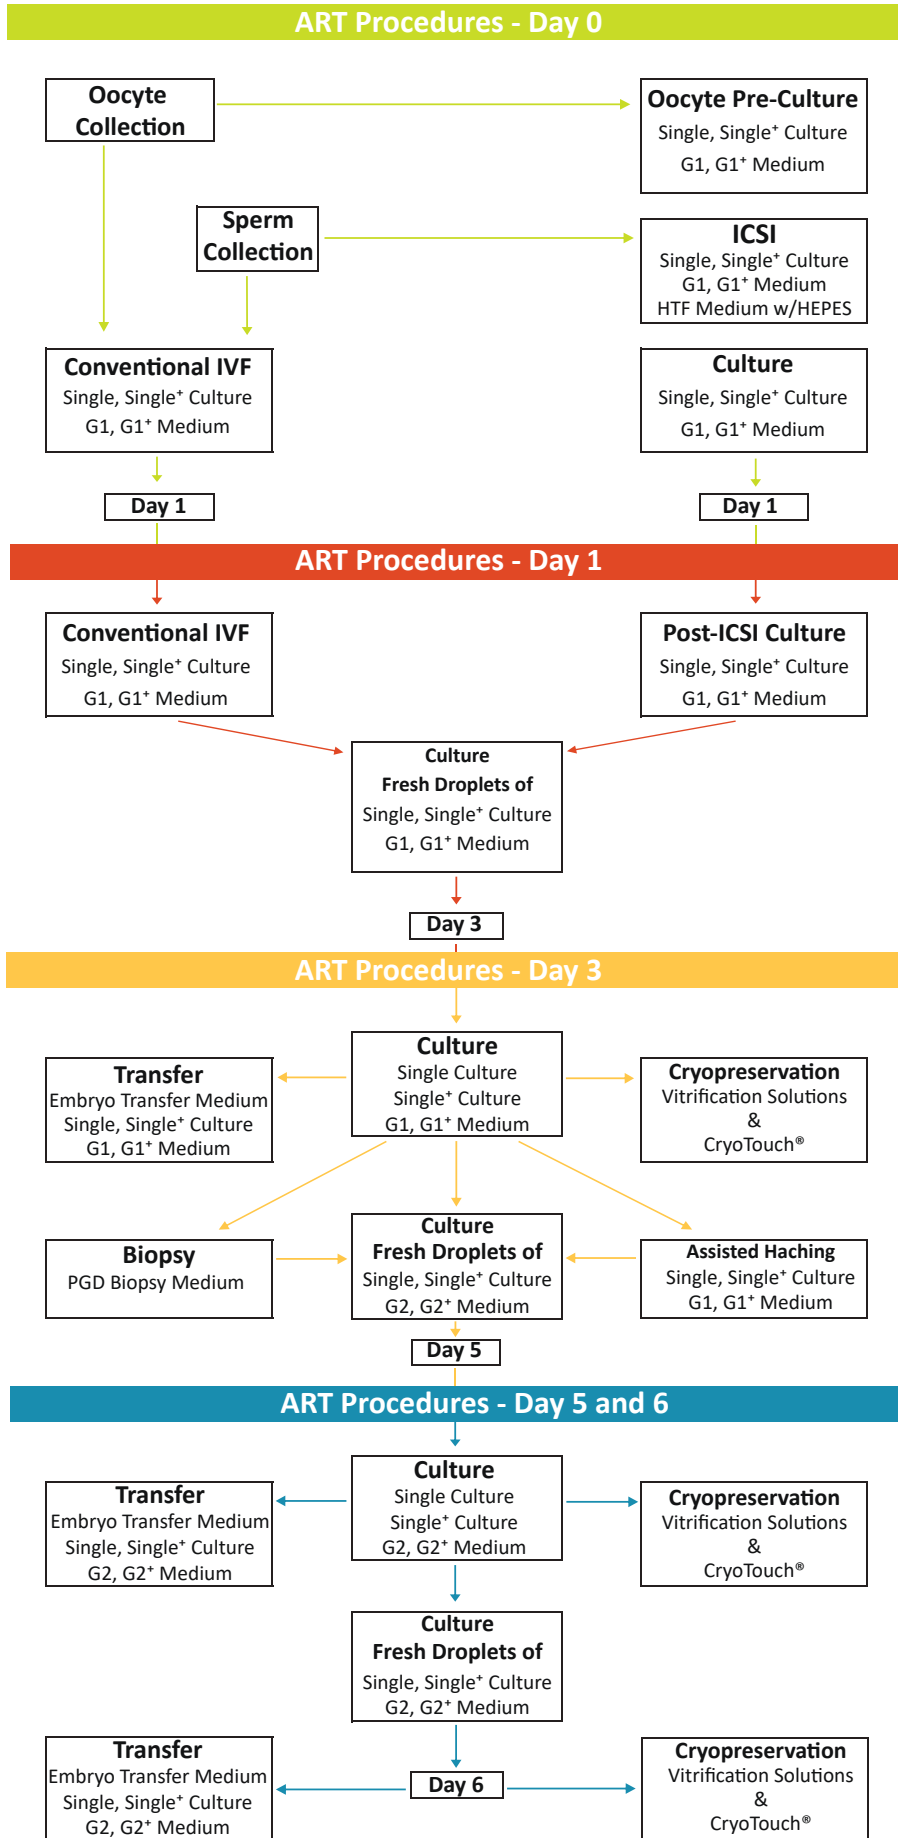 ART Procedures - Day 0
Oocyte
Collection
Oocyte Pre-Culture
Single, Single⁺ Culture
G1, G1⁺ Medium
Sperm
Collection
ICSI
Single, Single⁺ Culture
G1, G1⁺ Medium
HTF Medium w/HEPES
Conventional IVF
Single, Single⁺ Culture
G1, G1⁺ Medium
Culture
Single, Single⁺ Culture
G1, G1⁺ Medium
Day 1
Day 1
ART Procedures - Day 1
Conventional IVF
Single, Single⁺ Culture
G1, G1⁺ Medium
Post-ICSI Culture
Single, Single⁺ Culture
G1, G1⁺ Medium
Culture
Fresh Droplets of
Single, Single⁺ Culture
G1, G1⁺ Medium
Day 3
ART Procedures - Day 3
Culture
Single Culture
Single⁺ Culture
G1, G1⁺ Medium
Transfer
Embryo Transfer Medium
Single, Single⁺ Culture
G1, G1⁺ Medium
Cryopreservation
Vitrification Solutions
&
CryoTouch®
Biopsy
PGD Biopsy Medium
Culture
Fresh Droplets of
Single, Single⁺ Culture
G2, G2⁺ Medium
Assisted Haching
Single, Single⁺ Culture
G1, G1⁺ Medium
Day 5
ART Procedures - Day 5 and 6
Culture
Single Culture
Single⁺ Culture
G2, G2⁺ Medium
Transfer
Embryo Transfer Medium
Single, Single⁺ Culture
G2, G2⁺ Medium
Cryopreservation
Vitrification Solutions
&
CryoTouch®
Culture
Fresh Droplets of
Single, Single⁺ Culture
G2, G2⁺ Medium
Transfer
Embryo Transfer Medium
Single, Single⁺ Culture
G2, G2⁺ Medium
Day 6
Cryopreservation
Vitrification Solutions
&
CryoTouch®